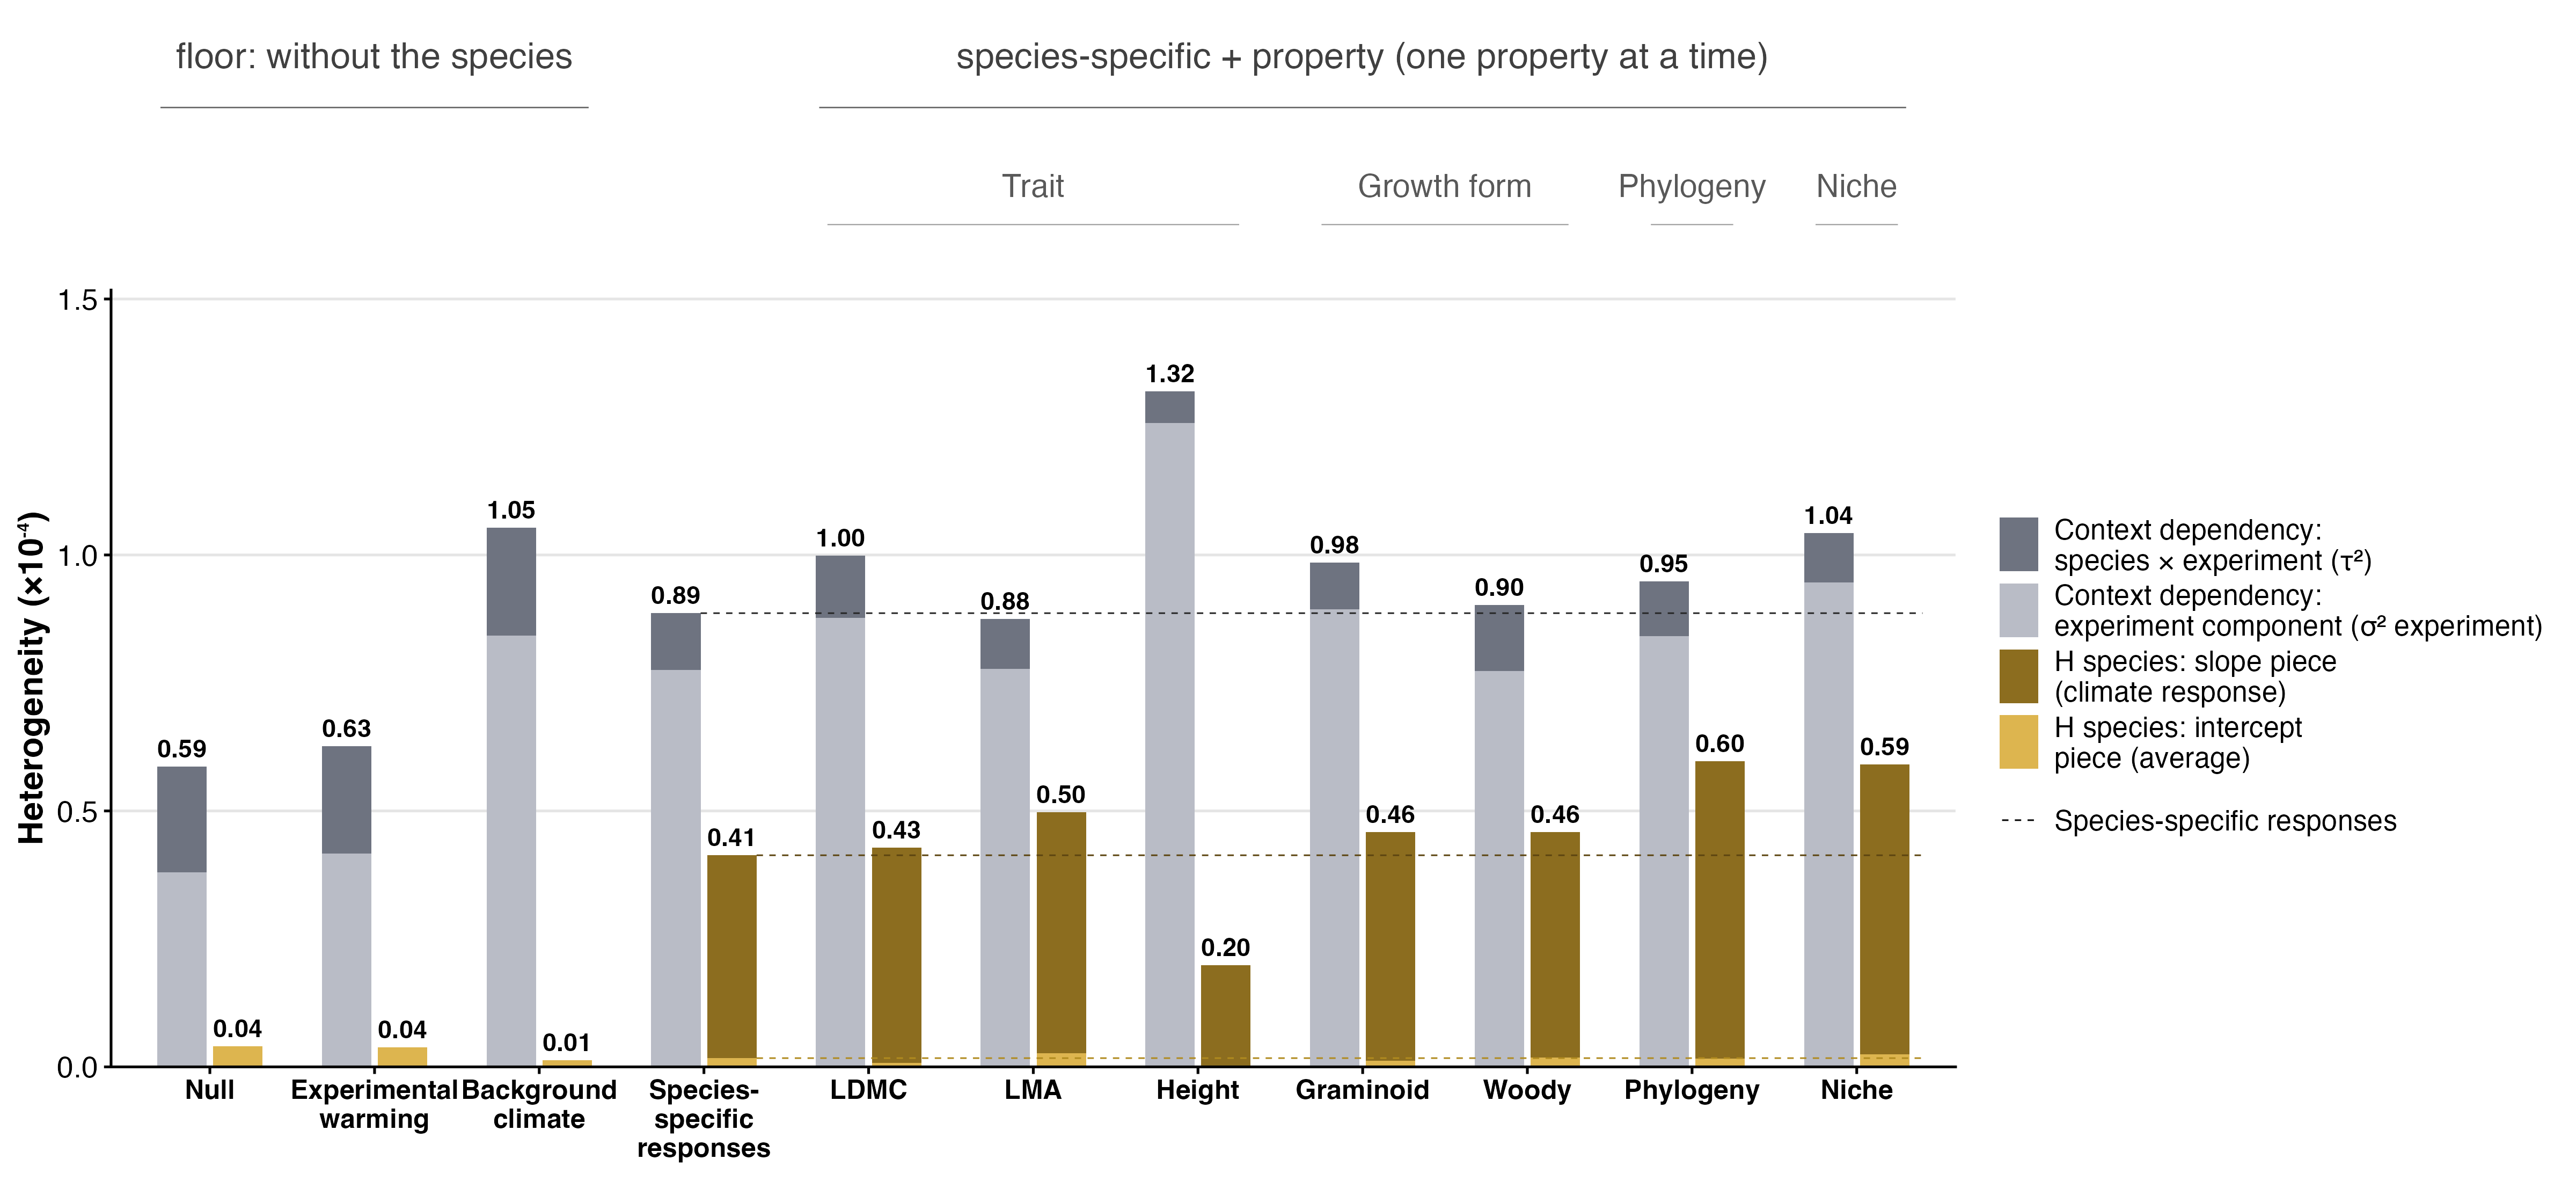 floor: without the species
species-specific + property (one property at a time)
Trait
Growth form
Phylogeny
Niche
Heterogeneity (×10⁻⁴)
1.5
1.0
0.5
0.0
0.59
0.04
0.63
0.04
1.05
0.01
0.89
0.41
1.00
0.43
0.88
0.50
1.32
0.20
0.98
0.46
0.90
0.46
0.95
0.60
1.04
0.59
Null
Experimental
warming
Background
climate
Species-
specific
responses
LDMC
LMA
Height
Graminoid
Woody
Phylogeny
Niche
Context dependency:
species × experiment (τ²)
Context dependency:
experiment component (σ² experiment)
H species: slope piece
(climate response)
H species: intercept
piece (average)
Species-specific responses